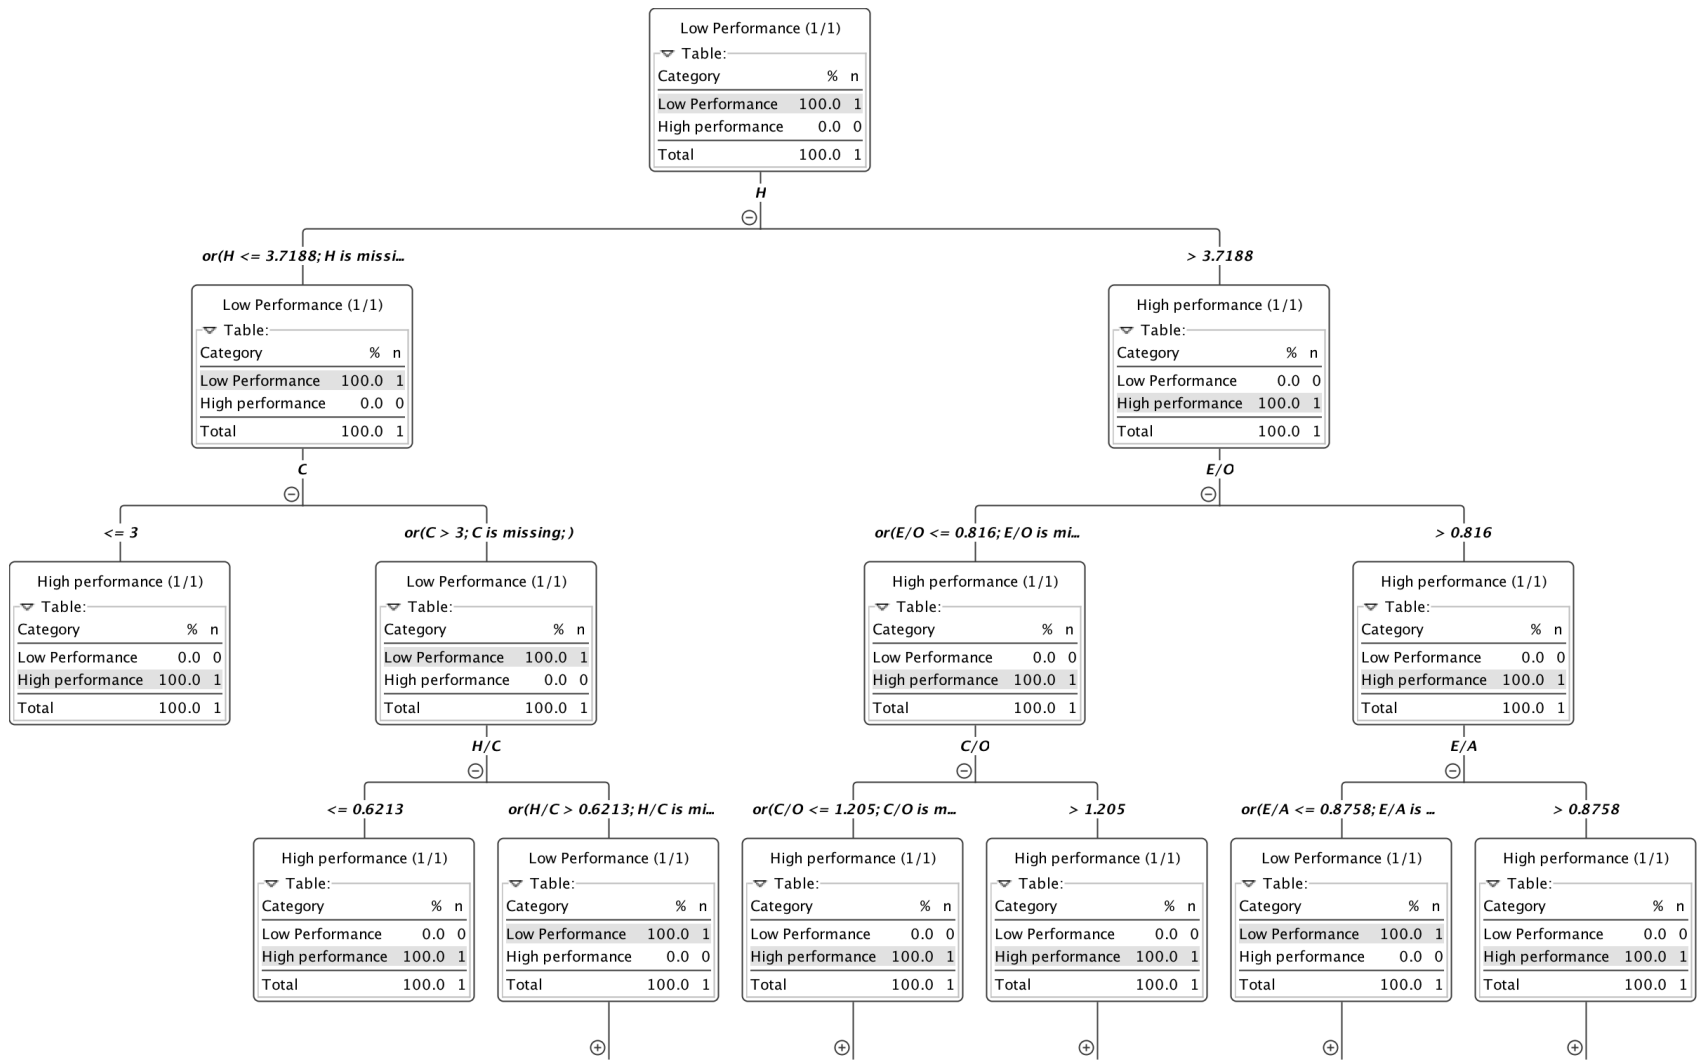 Low Performance (1/1)
Table:
Category % n
Low Performance 100.0 1
High performance 0.0 0
Total 100.0 1
H
or(H <= 3.7188; H is missi...
> 3.7188
Low Performance (1/1)
Table:
Category % n
Low Performance 100.0 1
High performance 0.0 0
Total 100.0 1
High performance (1/1)
Table:
Category % n
Low Performance 0.0 0
High performance 100.0 1
Total 100.0 1
C
E/O
<= 3
or(C > 3; C is missing; )
or(E/O <= 0.816; E/O is mi...
> 0.816
High performance (1/1)
Table:
Category % n
Low Performance 0.0 0
High performance 100.0 1
Total 100.0 1
Low Performance (1/1)
Table:
Category % n
Low Performance 100.0 1
High performance 0.0 0
Total 100.0 1
High performance (1/1)
Table:
Category % n
Low Performance 0.0 0
High performance 100.0 1
Total 100.0 1
High performance (1/1)
Table:
Category % n
Low Performance 0.0 0
High performance 100.0 1
Total 100.0 1
H/C
C/O
E/A
<= 0.6213
or(H/C > 0.6213; H/C is mi...
or(C/O <= 1.205; C/O is m...
> 1.205
or(E/A <= 0.8758; E/A is ...
> 0.8758
High performance (1/1)
Table:
Category % n
Low Performance 0.0 0
High performance 100.0 1
Total 100.0 1
Low Performance (1/1)
Table:
Category % n
Low Performance 100.0 1
High performance 0.0 0
Total 100.0 1
High performance (1/1)
Table:
Category % n
Low Performance 0.0 0
High performance 100.0 1
Total 100.0 1
High performance (1/1)
Table:
Category % n
Low Performance 0.0 0
High performance 100.0 1
Total 100.0 1
Low Performance (1/1)
Table:
Category % n
Low Performance 100.0 1
High performance 0.0 0
Total 100.0 1
High performance (1/1)
Table:
Category % n
Low Performance 0.0 0
High performance 100.0 1
Total 100.0 1